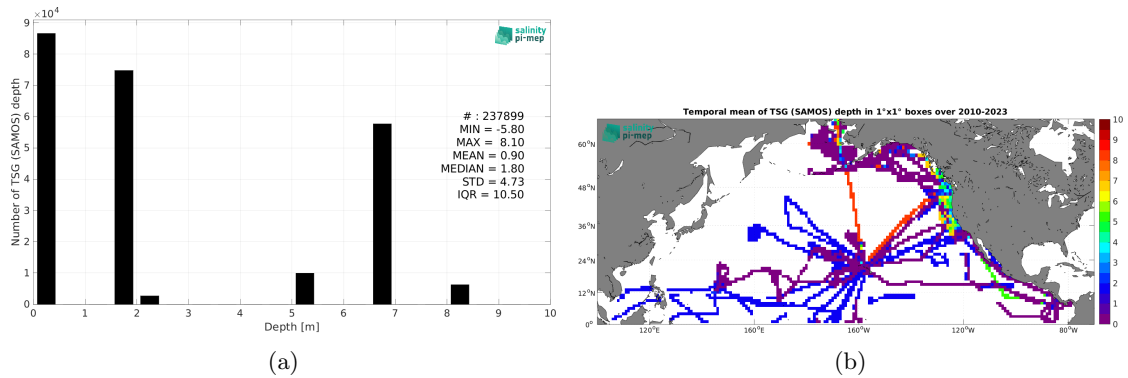 ×10⁴
9
8
7
6
5
4
3
2
1
0
Number of TSG (SAMOS) depth
0 1 2 3 4 5 6 7 8 9 10
Depth [m]
salinity
pi-mep
# : 237899
MIN = -5.80
MAX = 8.10
MEAN = 0.90
MEDIAN = 1.80
STD = 4.73
IQR = 10.50
(a)
Temporal mean of TSG (SAMOS) depth in 1°x1° boxes over 2010-2023
salinity
pi-mep
60°N
48°N
36°N
24°N
12°N
0°
120°E 160°E 160°W 120°W 80°W
10
9
8
7
6
5
4
3
2
1
0
(b)